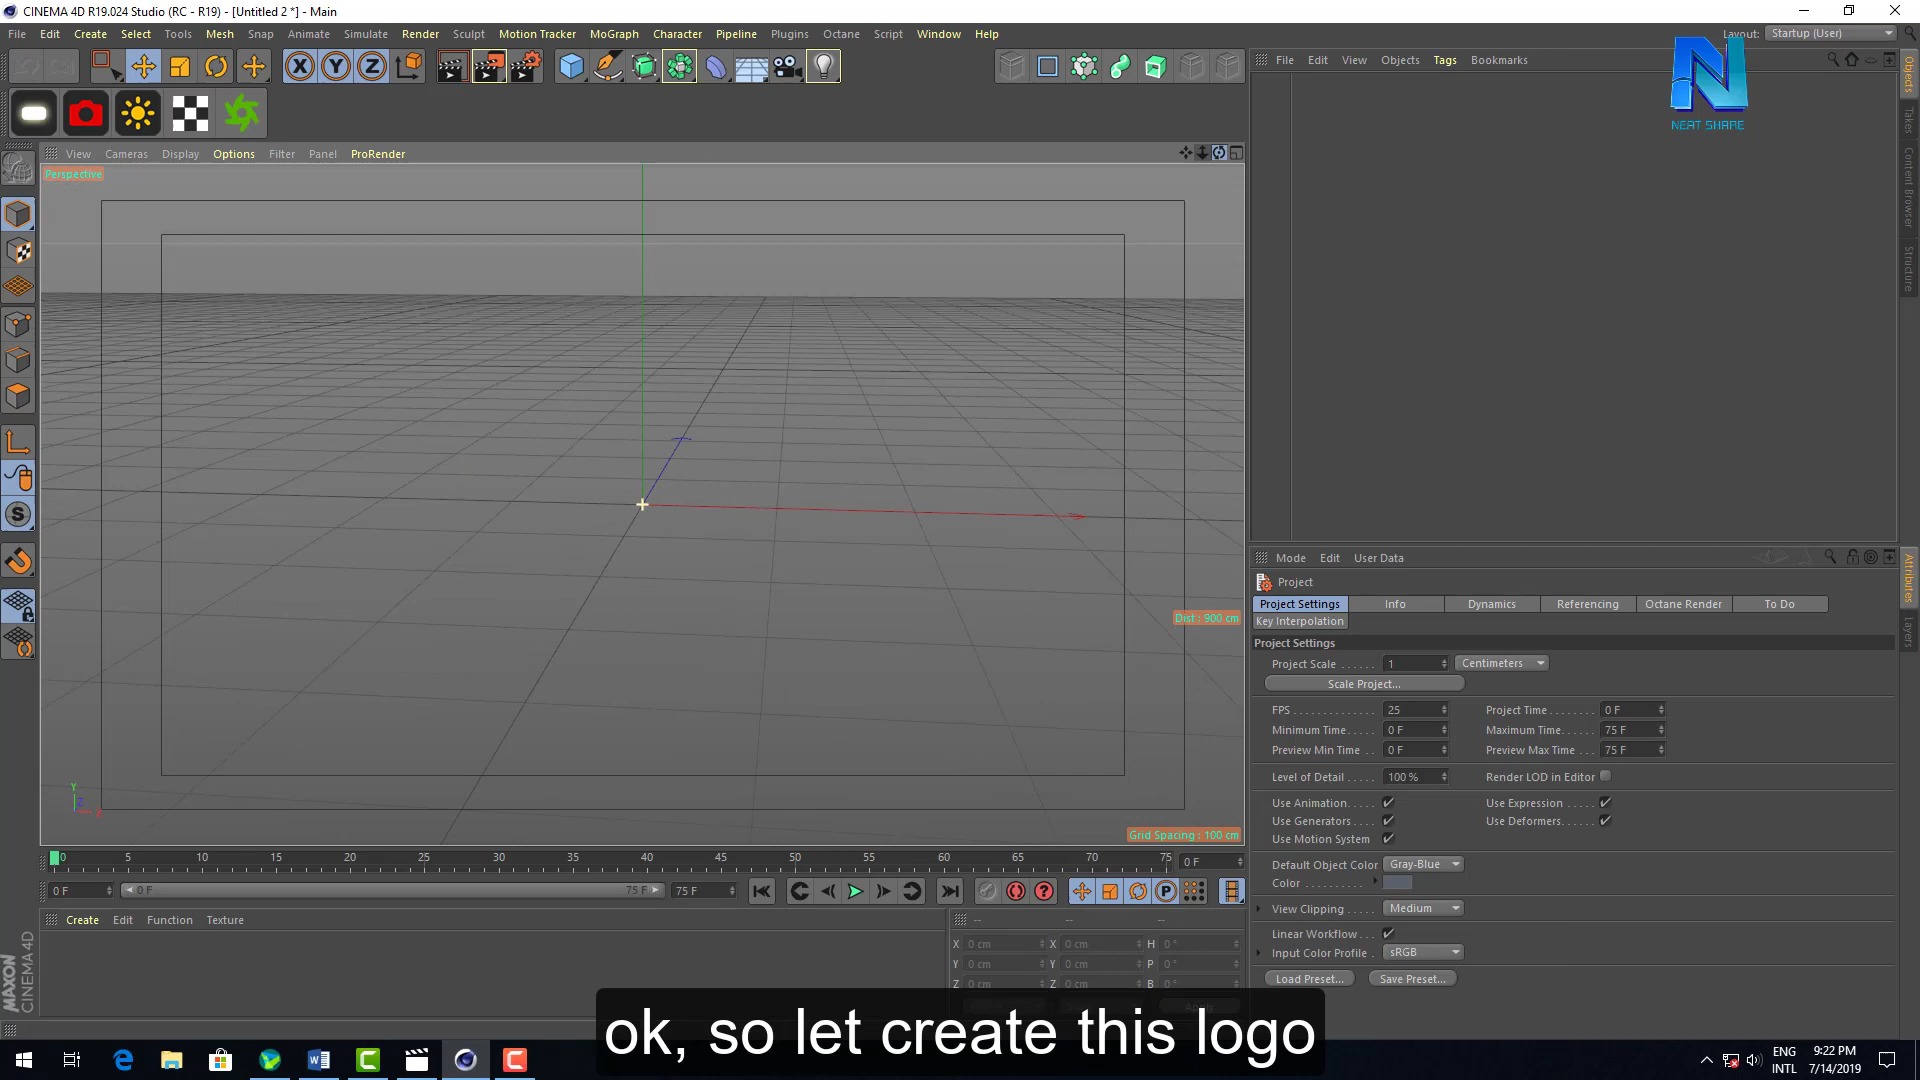 CINEMA 4D R19.024 Studio (RC - R19) - [Untitled 2 *] - Main
File Edit Create Select Tools Mesh Snap Animate Simulate Render Sculpt Motion Tracker MoGraph Character Pipeline Plugins Octane Script Window Help
Layout: Startup (User)
X Y Z
File Edit View Objects Tags Bookmarks
NEAT SHARE
View Cameras Display Options Filter Panel ProRender
Perspective
Objects
Takes
Content Browser
Structure
Dist : 900 cm
Grid Spacing : 100 cm
Y
Z
X
S
Mode Edit User Data
Project
Project Settings Info Dynamics Referencing Octane Render To Do
Key Interpolation
Project Settings
Project Scale 1 Centimeters
Scale Project...
FPS 25 Project Time 0 F
Minimum Time 0 F Maximum Time 75 F
Preview Min Time 0 F Preview Max Time 75 F
Level of Detail 100 % Render LOD in Editor
Use Animation Use Expression
Use Generators Use Deformers
Use Motion System
Default Object Color Gray-Blue
Color
View Clipping Medium
Linear Workflow
Input Color Profile sRGB
Load Preset... Save Preset...
Attributes
Layers
0 5 10 15 20 25 30 35 40 45 50 55 60 65 70 75 0 F
0 F 0 F 75 F 75 F
? P
Create Edit Function Texture
-- -- --
X 0 cm X 0 cm H 0 °
Y 0 cm Y 0 cm P 0 °
Z 0 cm Z 0 cm B 0 °
Apply
MAXON
CINEMA 4D
ok, so let create this logo
ENG
INTL
9:22 PM
7/14/2019